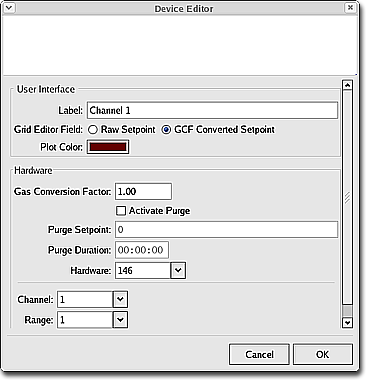 Device Editor
User Interface
Label: Channel 1
Grid Editor Field: Raw Setpoint GCF Converted Setpoint
Plot Color:
Hardware
Gas Conversion Factor: 1.00
Activate Purge
Purge Setpoint: 0
Purge Duration: 00:00:00
Hardware: 146
Channel: 1
Range: 1
Cancel OK